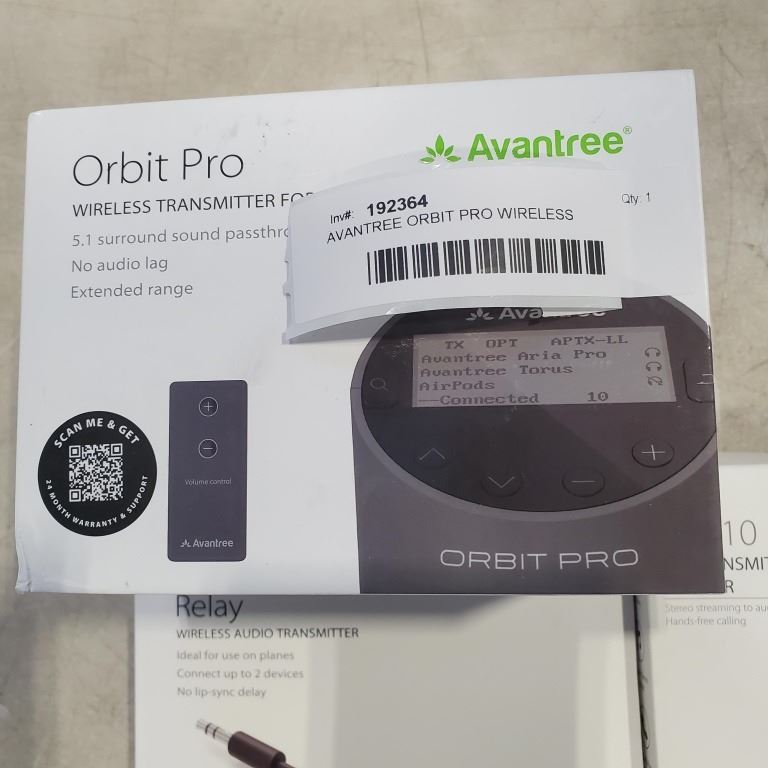 Orbit Pro
Avantree®
WIRELESS TRANSMITTER FOR
5.1 surround sound passthro
No audio lag
Extended range
Inv#: 192364
Qty: 1
AVANTREE ORBIT PRO WIRELESS
Avantree
TX OPT APTX-LL
Avantree Aria Pro
Avantree Torus
AirPods
--Connected 10
SCAN ME & GET
24 MONTH WARRANTY & SUPPORT
Volume control
Avantree
ORBIT PRO
Relay
WIRELESS AUDIO TRANSMITTER
Ideal for use on planes
Connect up to 2 devices
No lip-sync delay
10
NSMIT
R
Stereo streaming to au
Hands-free calling